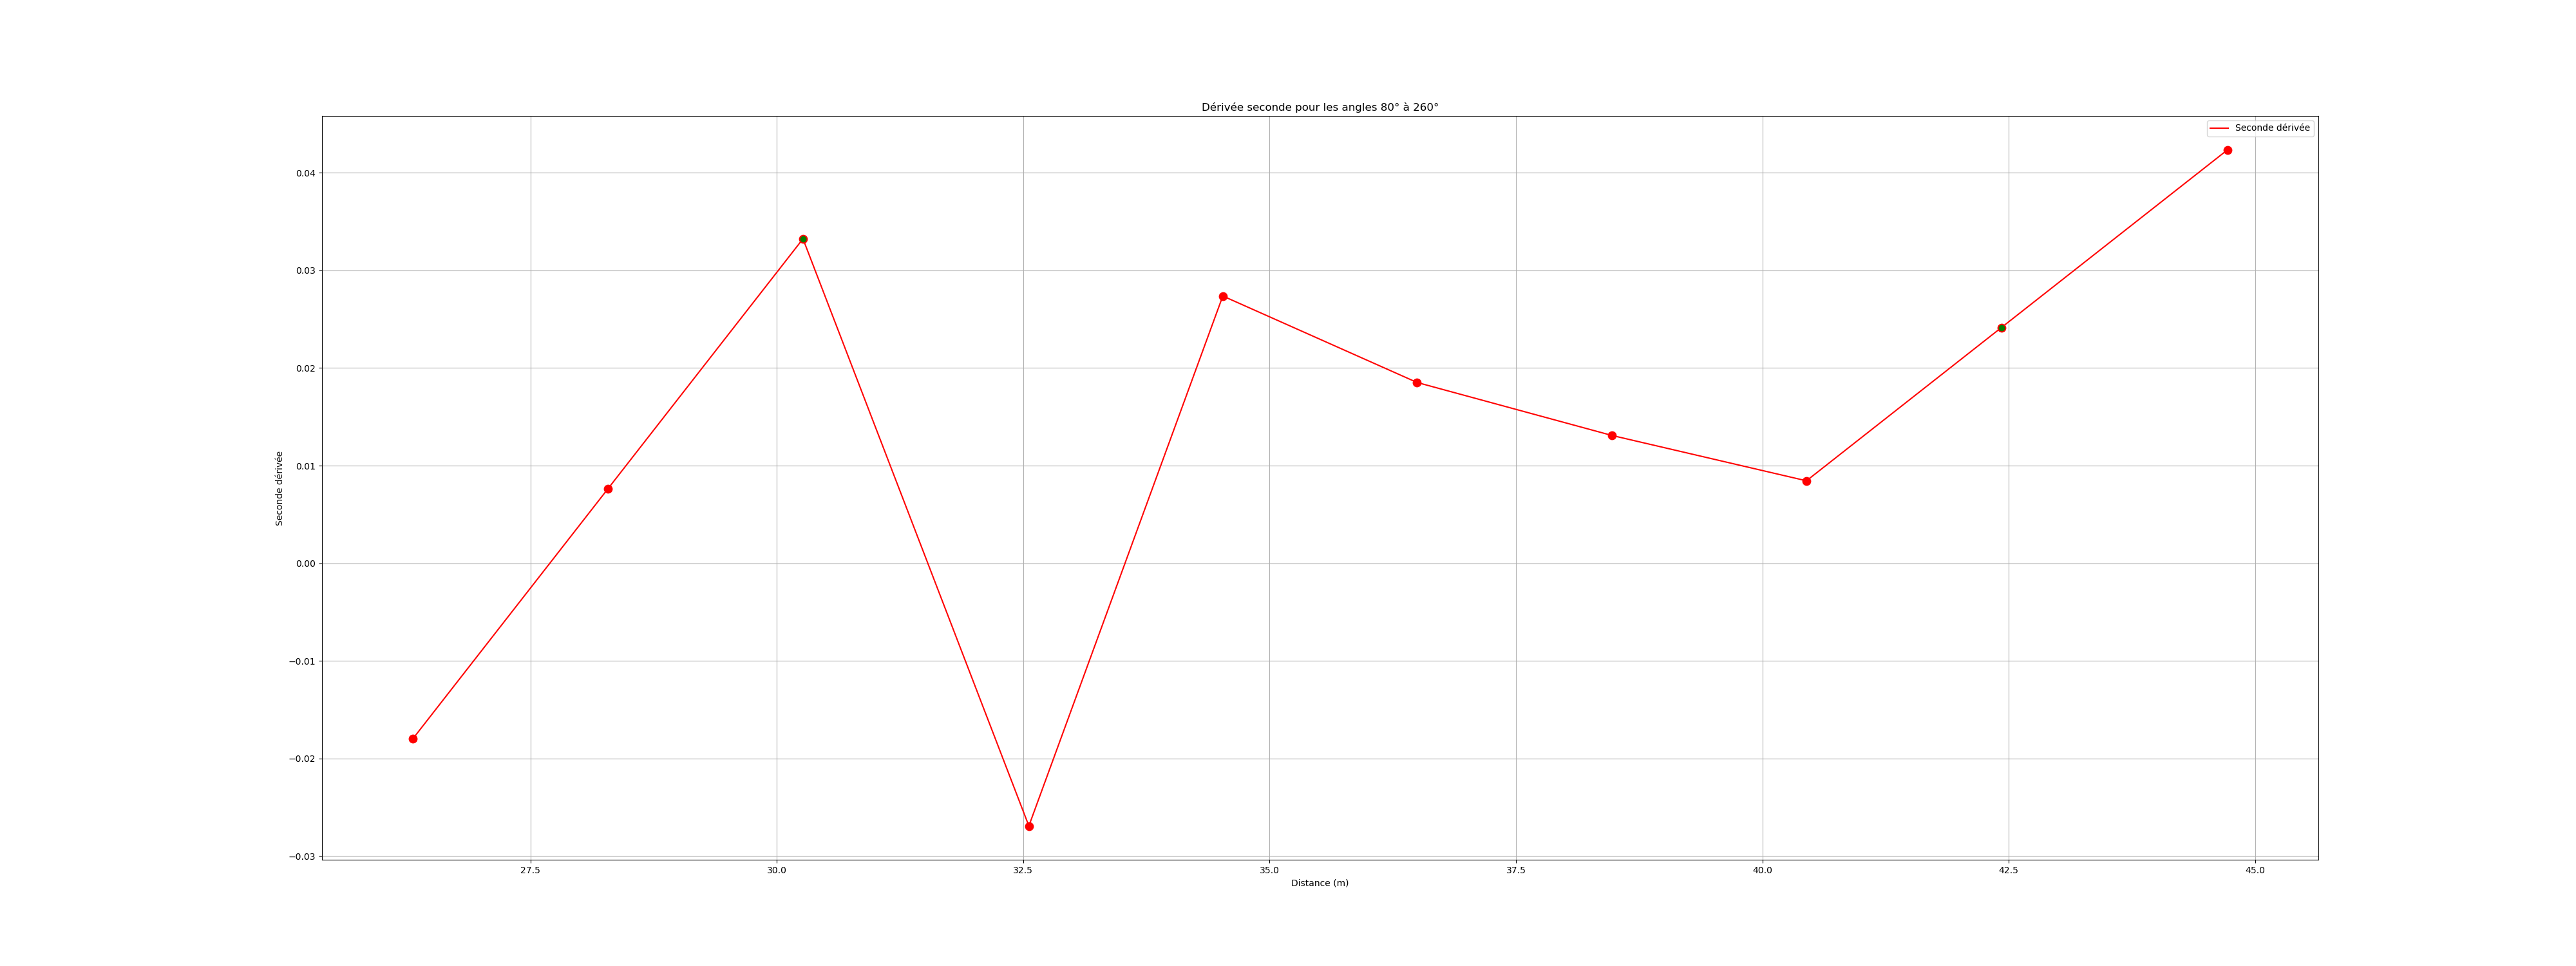 Dérivée seconde pour les angles 80° à 260°
Seconde dérivée
0.04
0.03
0.02
0.01
0.00
−0.01
−0.02
−0.03
Seconde dérivée
27.5 30.0 32.5 35.0 37.5 40.0 42.5 45.0
Distance (m)